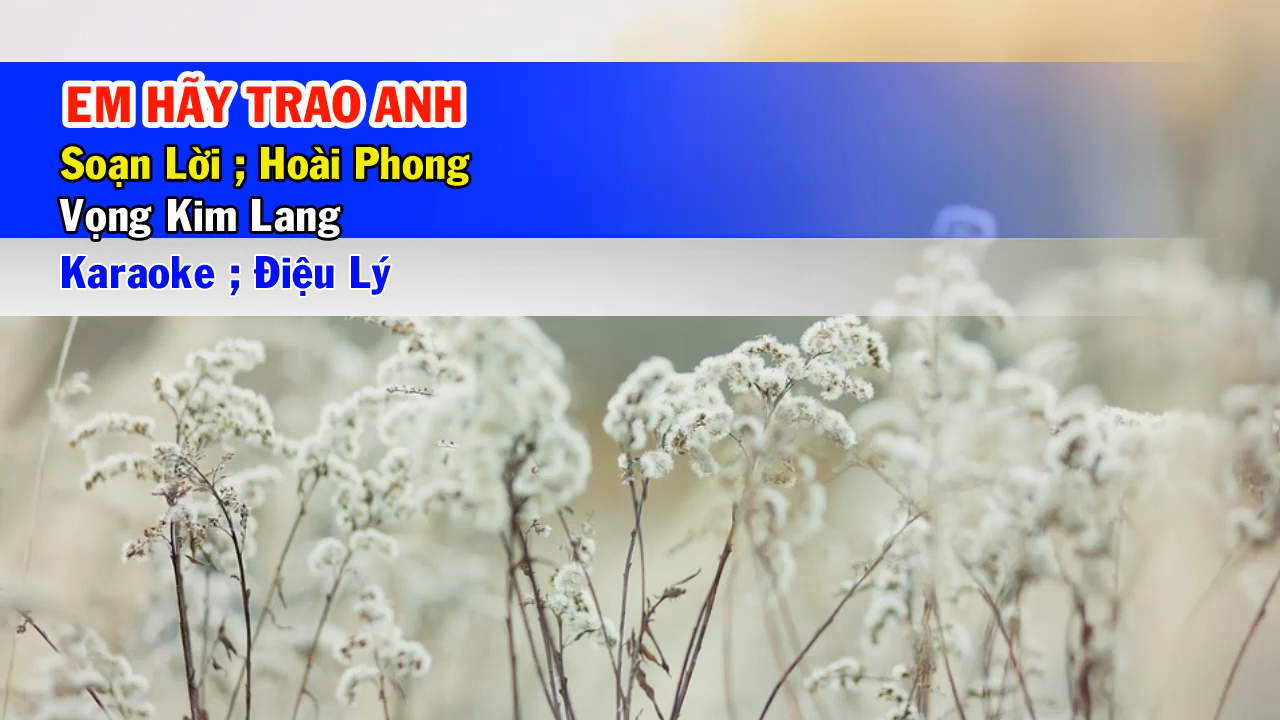 EM HÃY TRAO ANH
Soạn Lời ; Hoài Phong
Vọng Kim Lang
Karaoke ; Điệu Lý